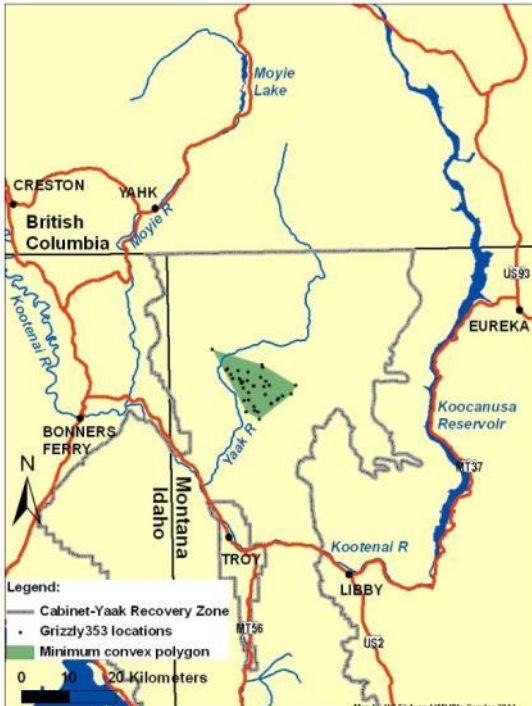 Moyie
Lake
CRESTON
YAHK
British
Columbia
Moyie R
Kootenai R
US93
EUREKA
Koocanusa
Reservoir
Yaak R
BONNERS
FERRY
N
Montana
Idaho
MT37
TROY
Kootenai R
LIBBY
MT56
US2
Legend:
Cabinet-Yaak Recovery Zone
Grizzly353 locations
Minimum convex polygon
0 10 20 Kilometers